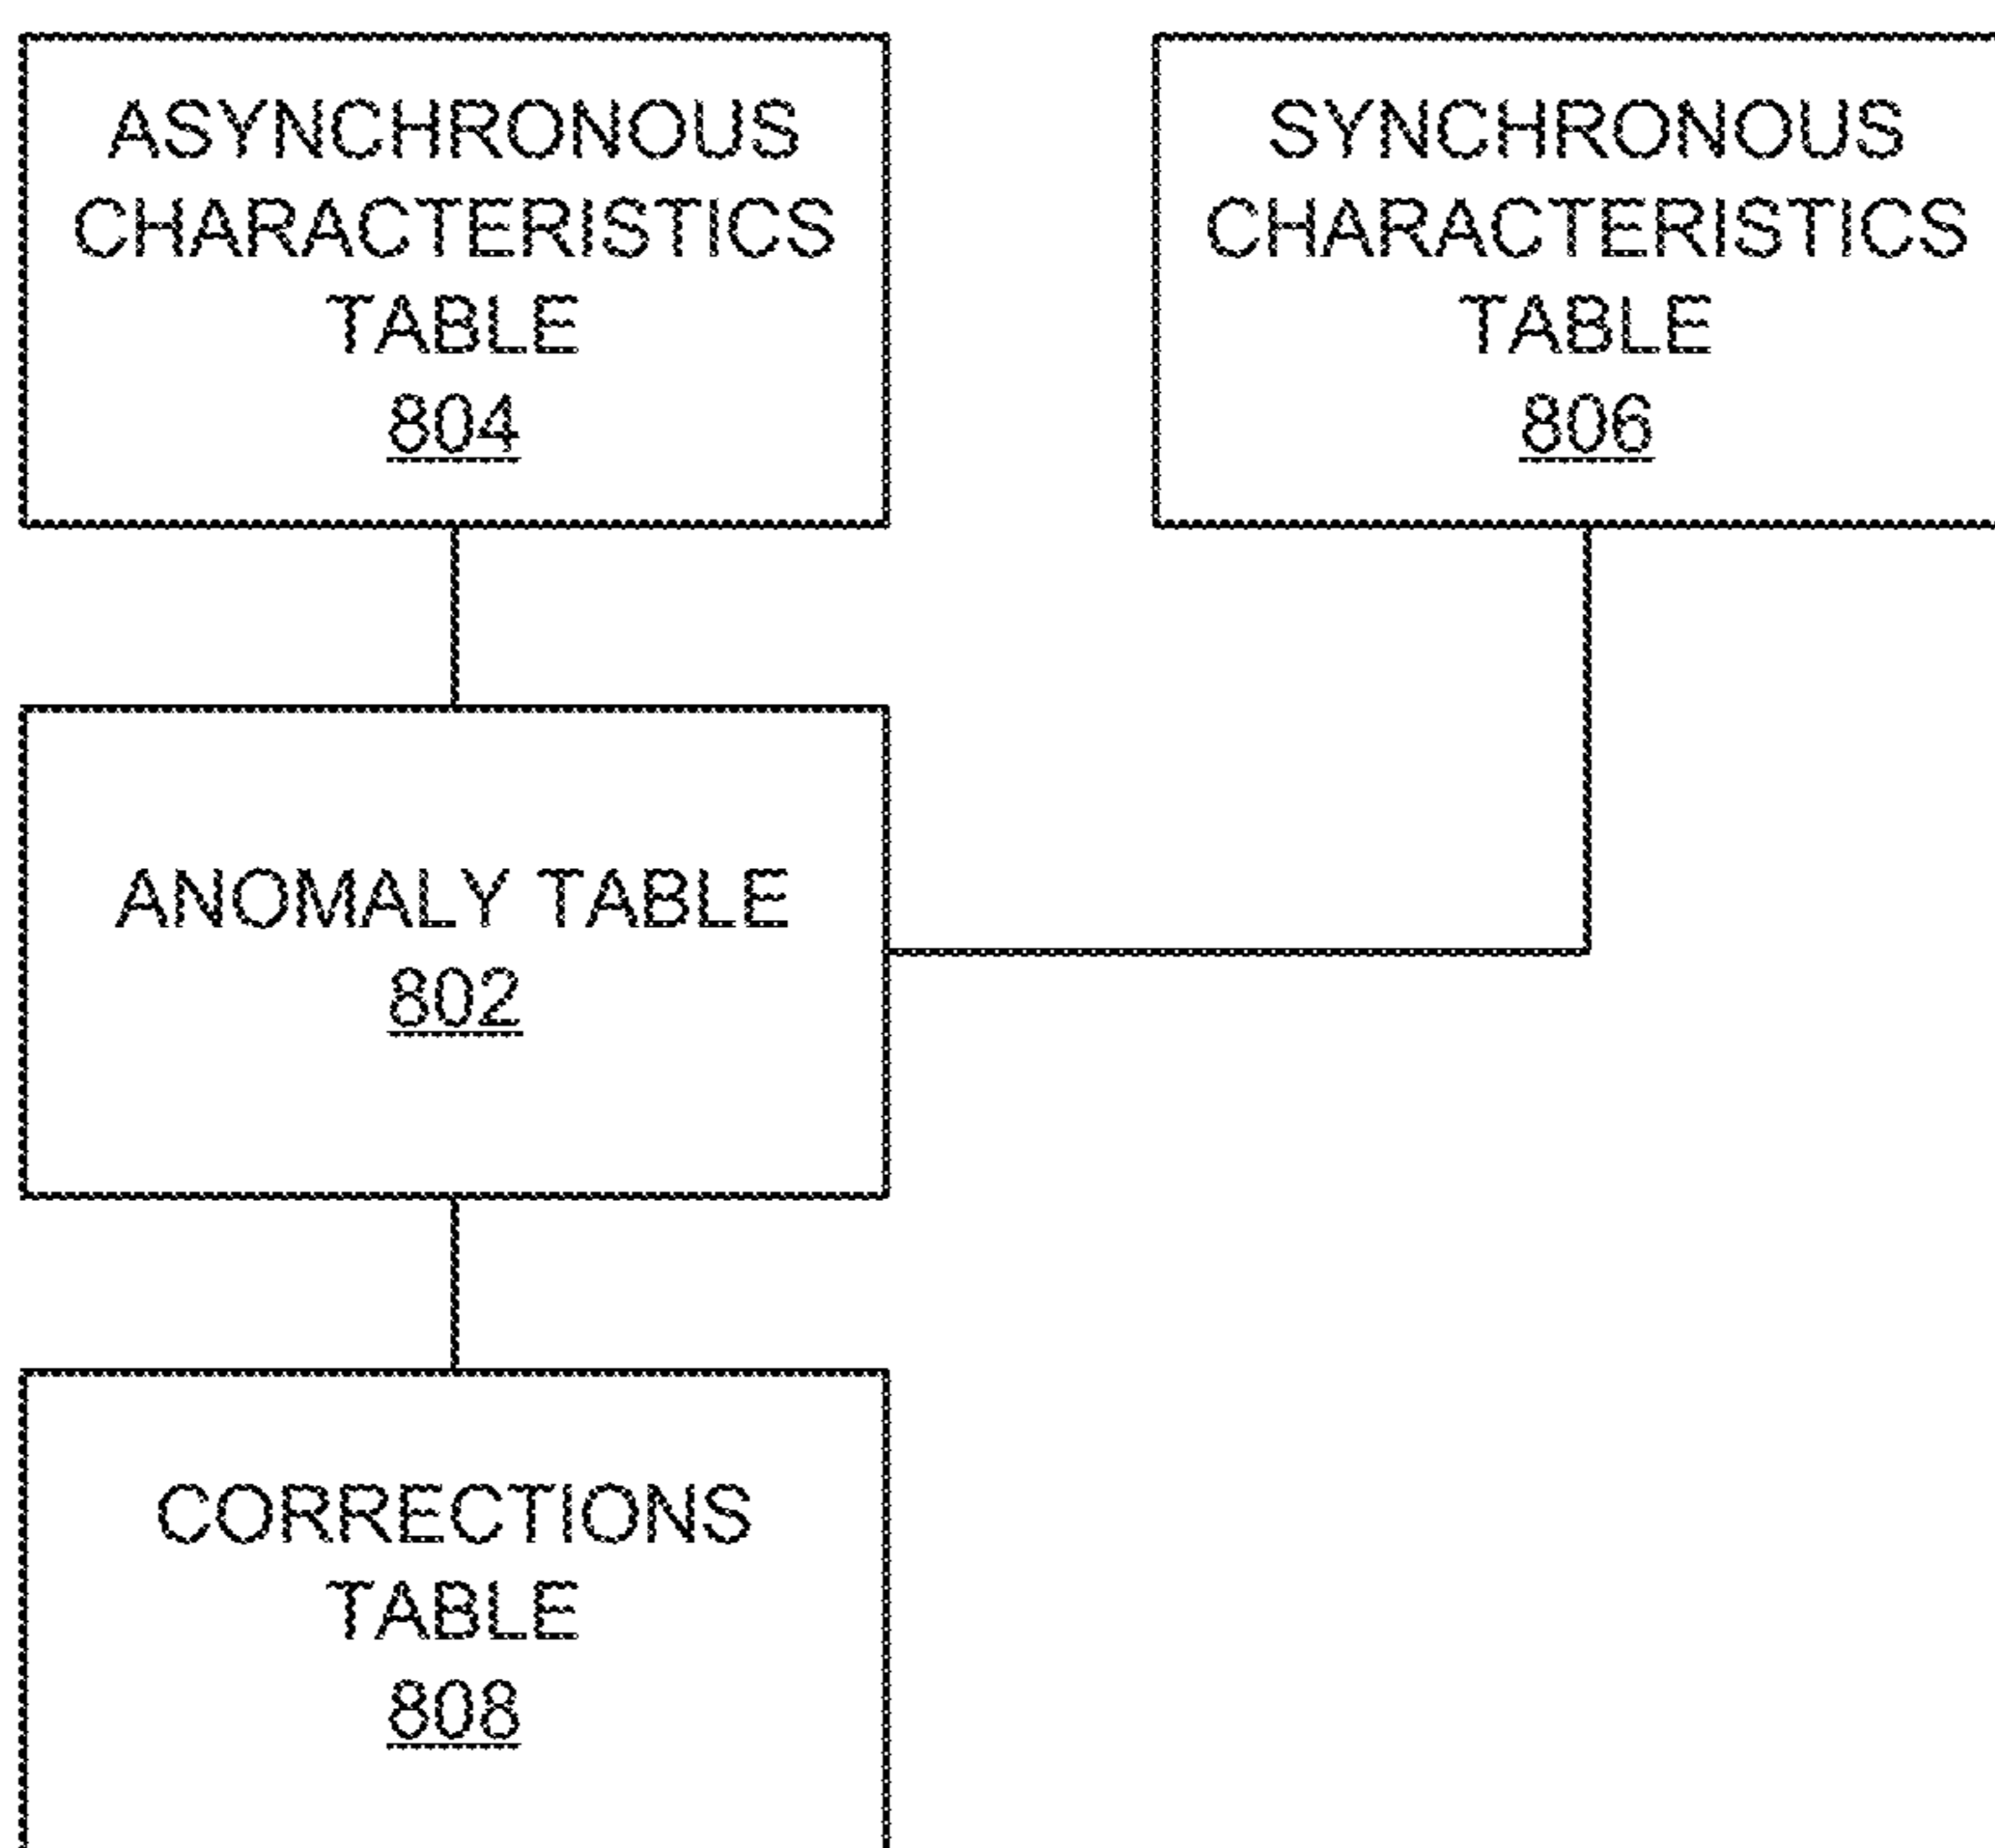 ASYNCHRONOUS
CHARACTERISTICS
TABLE
804
SYNCHRONOUS
CHARACTERISTICS
TABLE
806
ANOMALY TABLE
802
CORRECTIONS
TABLE
808